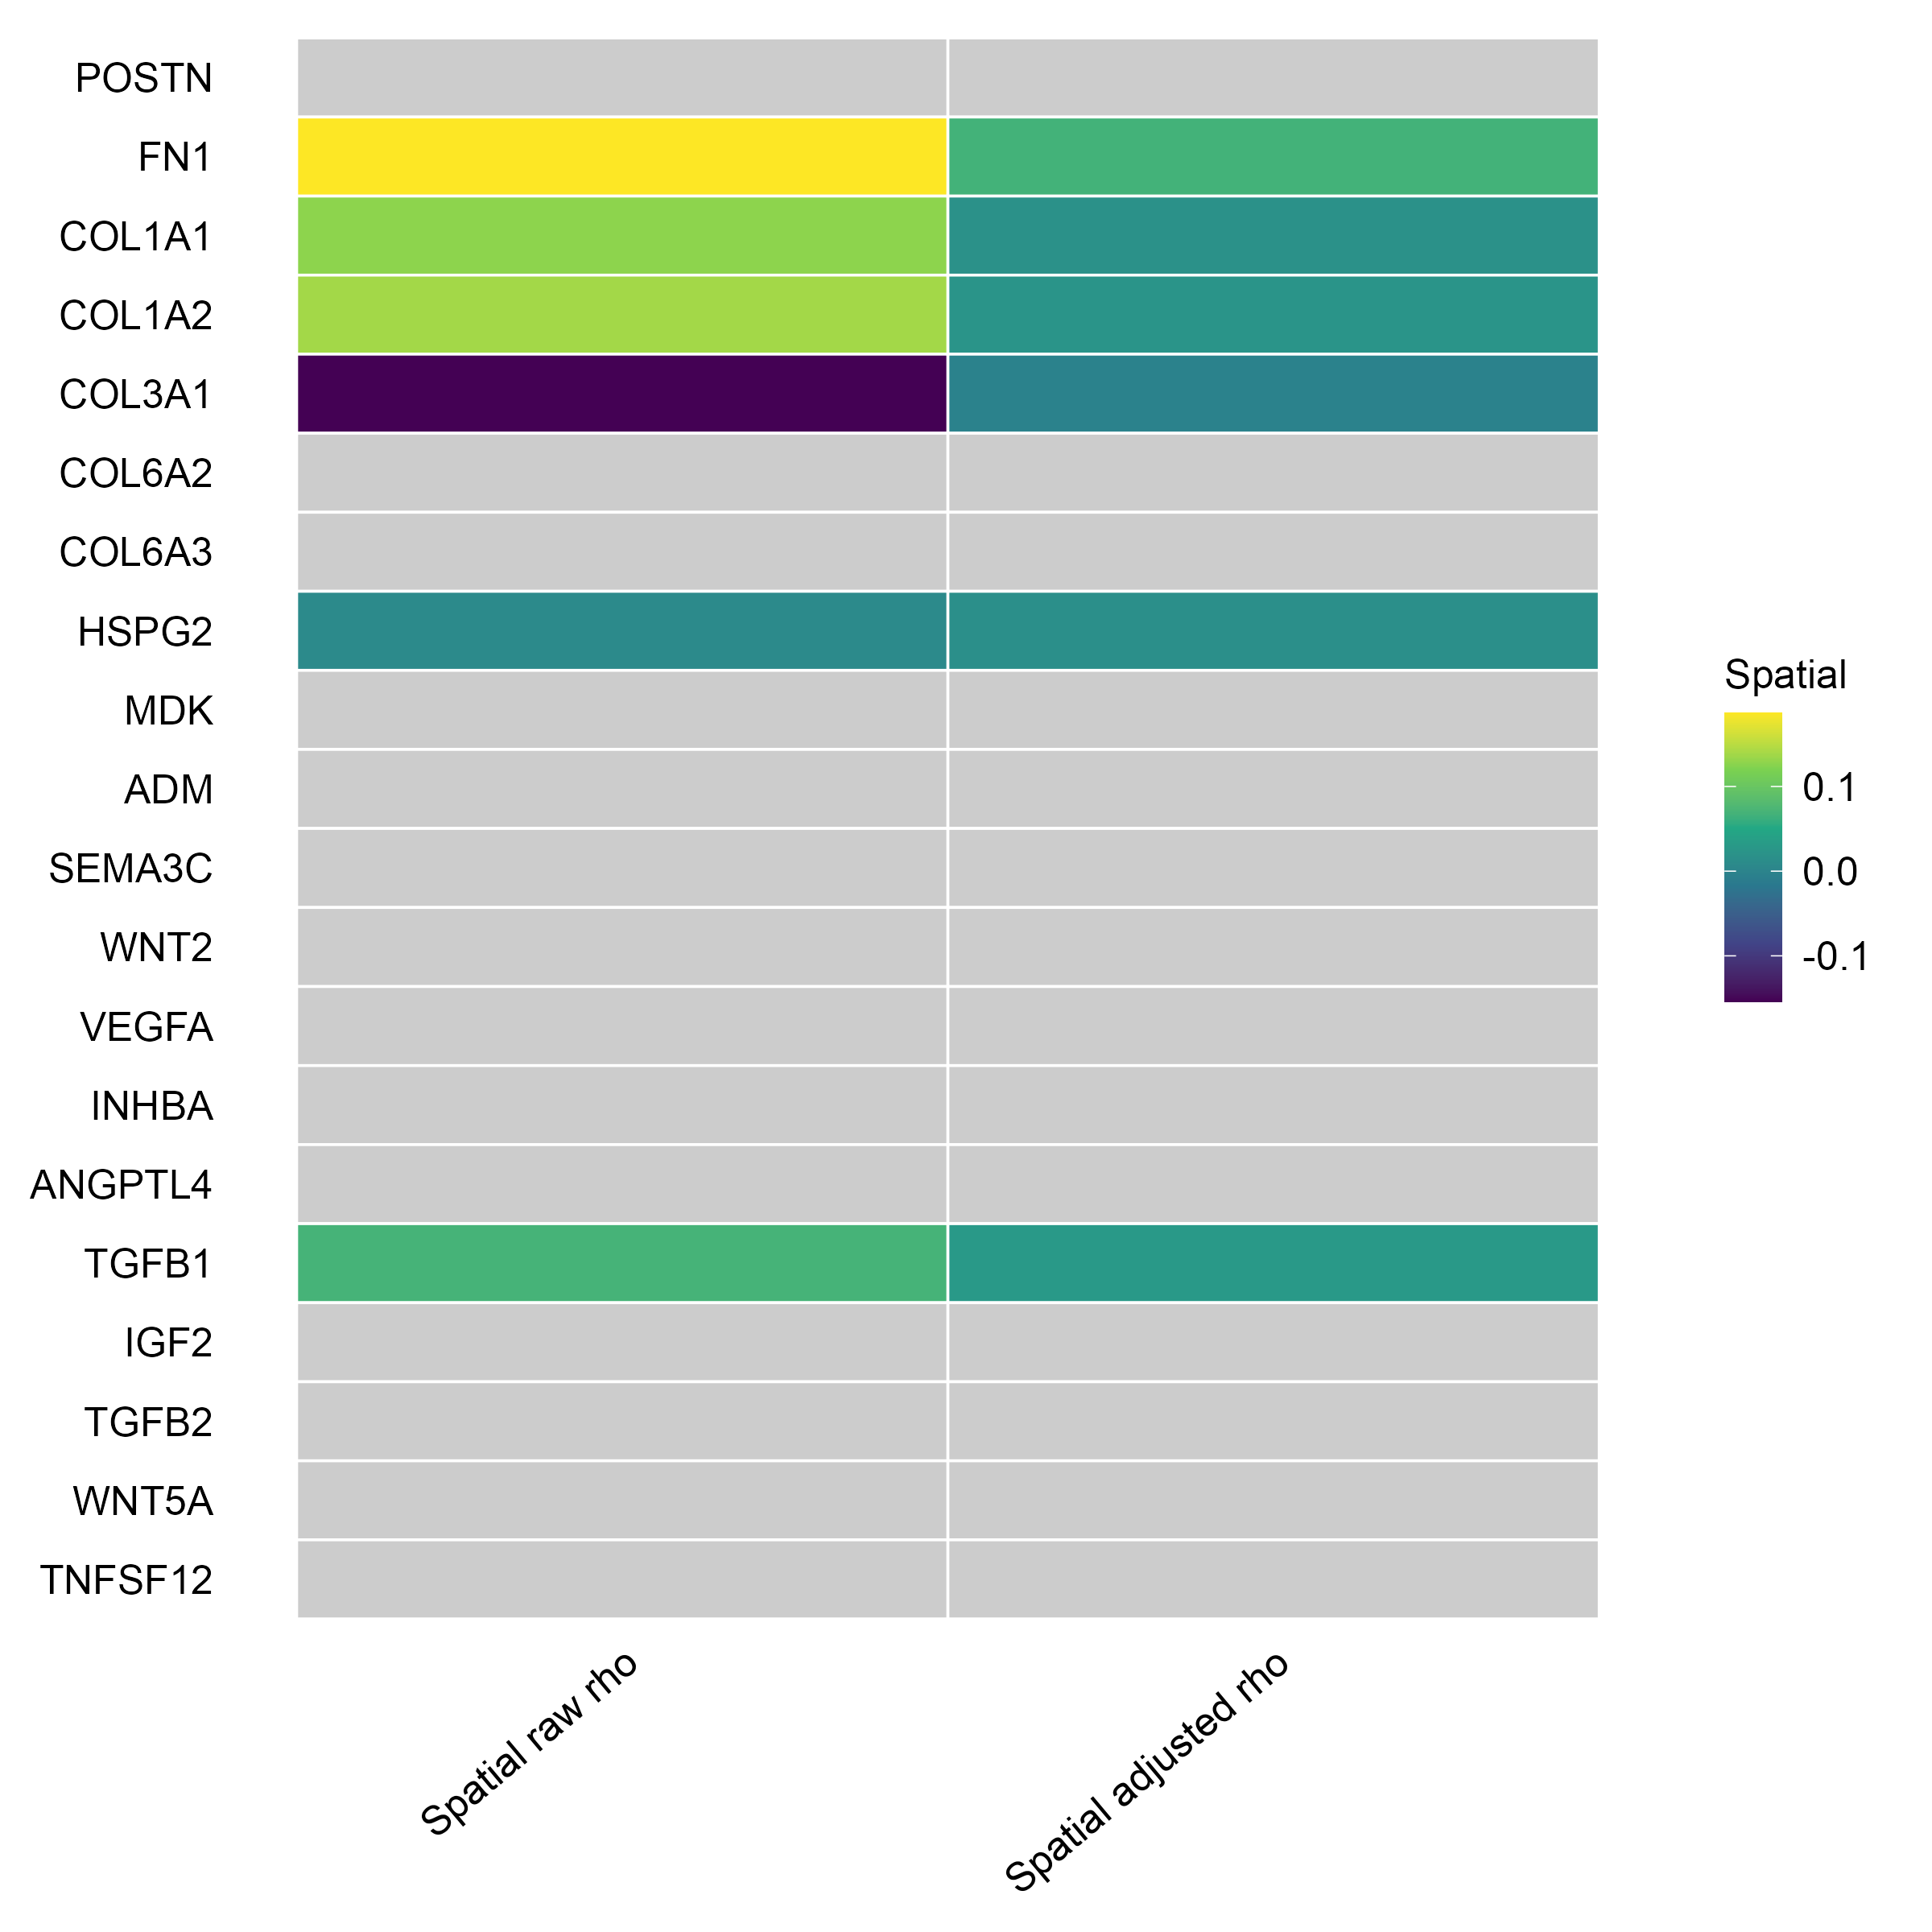 POSTN
FN1
COL1A1
COL1A2
COL3A1
COL6A2
COL6A3
HSPG2
MDK
ADM
SEMA3C
WNT2
VEGFA
INHBA
ANGPTL4
TGFB1
IGF2
TGFB2
WNT5A
TNFSF12
Spatial raw rho
Spatial adjusted rho
Spatial
0.1
0.0
-0.1